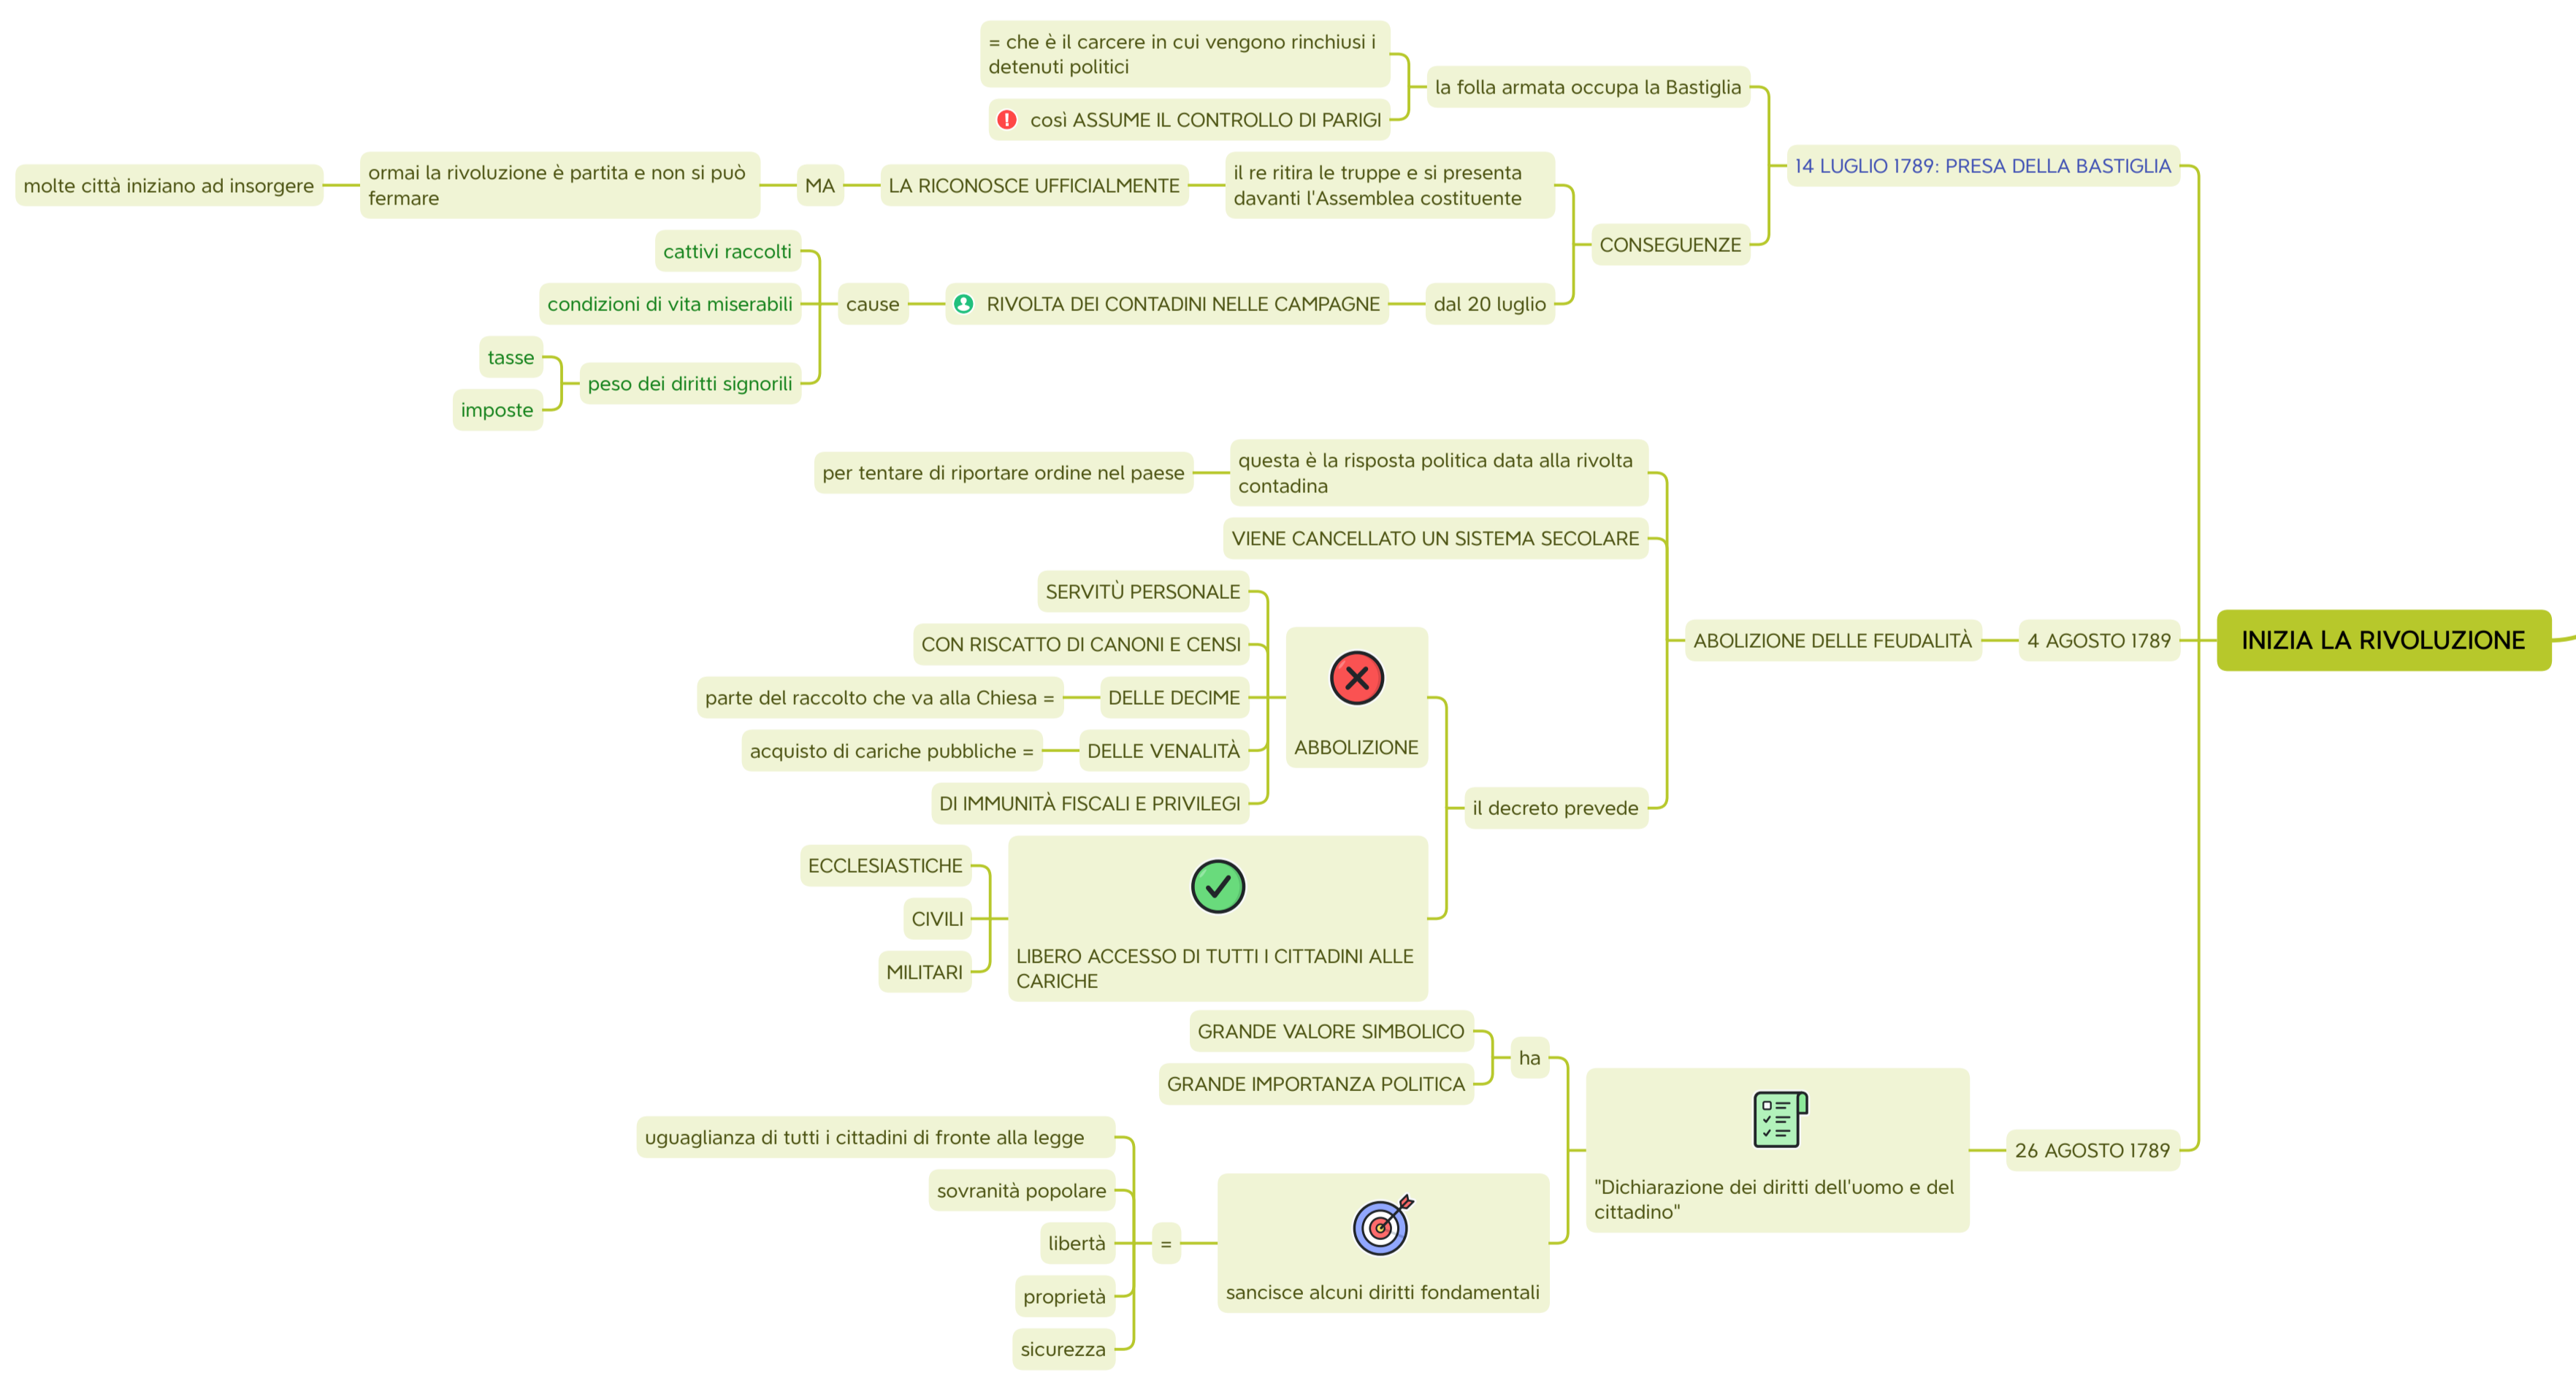 INIZIA LA RIVOLUZIONE
14 LUGLIO 1789: PRESA DELLA BASTIGLIA
la folla armata occupa la Bastiglia
= che è il carcere in cui vengono rinchiusi i
detenuti politici
così ASSUME IL CONTROLLO DI PARIGI
CONSEGUENZE
il re ritira le truppe e si presenta
davanti l'Assemblea costituente
LA RICONOSCE UFFICIALMENTE
MA
ormai la rivoluzione è partita e non si può
fermare
molte città iniziano ad insorgere
dal 20 luglio
RIVOLTA DEI CONTADINI NELLE CAMPAGNE
cause
cattivi raccolti
condizioni di vita miserabili
peso dei diritti signorili
tasse
imposte
4 AGOSTO 1789
ABOLIZIONE DELLE FEUDALITÀ
questa è la risposta politica data alla rivolta
contadina
per tentare di riportare ordine nel paese
VIENE CANCELLATO UN SISTEMA SECOLARE
il decreto prevede
ABBOLIZIONE
SERVITÙ PERSONALE
CON RISCATTO DI CANONI E CENSI
DELLE DECIME
parte del raccolto che va alla Chiesa =
DELLE VENALITÀ
acquisto di cariche pubbliche =
DI IMMUNITÀ FISCALI E PRIVILEGI
LIBERO ACCESSO DI TUTTI I CITTADINI ALLE
CARICHE
ECCLESIASTICHE
CIVILI
MILITARI
26 AGOSTO 1789
"Dichiarazione dei diritti dell'uomo e del
cittadino"
ha
GRANDE VALORE SIMBOLICO
GRANDE IMPORTANZA POLITICA
sancisce alcuni diritti fondamentali
=
uguaglianza di tutti i cittadini di fronte alla legge
sovranità popolare
libertà
proprietà
sicurezza